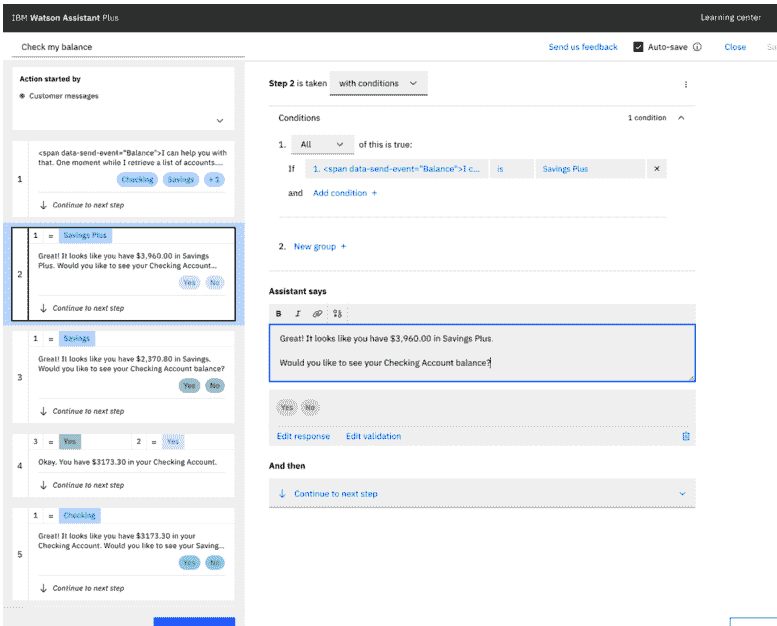 IBM Watson Assistant Plus
Learning center
Check my balance
Send us feedback
Auto-save
Close
Action started by
Customer messages
1
<span data-send-event="Balance">I can help you with
that. One moment while I retrieve a list of accounts....
Checking
Savings
+ 1
Continue to next step
2
1 = Savings Plus
Great! It looks like you have $3,960.00 in Savings
Plus. Would you like to see your Checking Account...
Yes
No
Continue to next step
3
1 = Savings
Great! It looks like you have $2,370.80 in Savings.
Would you like to see your Checking Account balance?
Yes
No
Continue to next step
4
3 = Yes
2 = Yes
Okay. You have $3173.30 in your Checking Account.
Continue to next step
5
1 = Checking
Great! It looks like you have $3173.30 in your
Checking Account. Would you like to see your Saving...
Yes
No
Continue to next step
Step 2 is taken
with conditions
Conditions
1 condition
1. All of this is true:
If
1. <span data-send-event="Balance">I c...
is
Savings Plus
and
Add condition +
2. New group +
Assistant says
B I
Great! It looks like you have $3,960.00 in Savings Plus.
Would you like to see your Checking Account balance?
Yes
No
Edit response
Edit validation
And then
Continue to next step